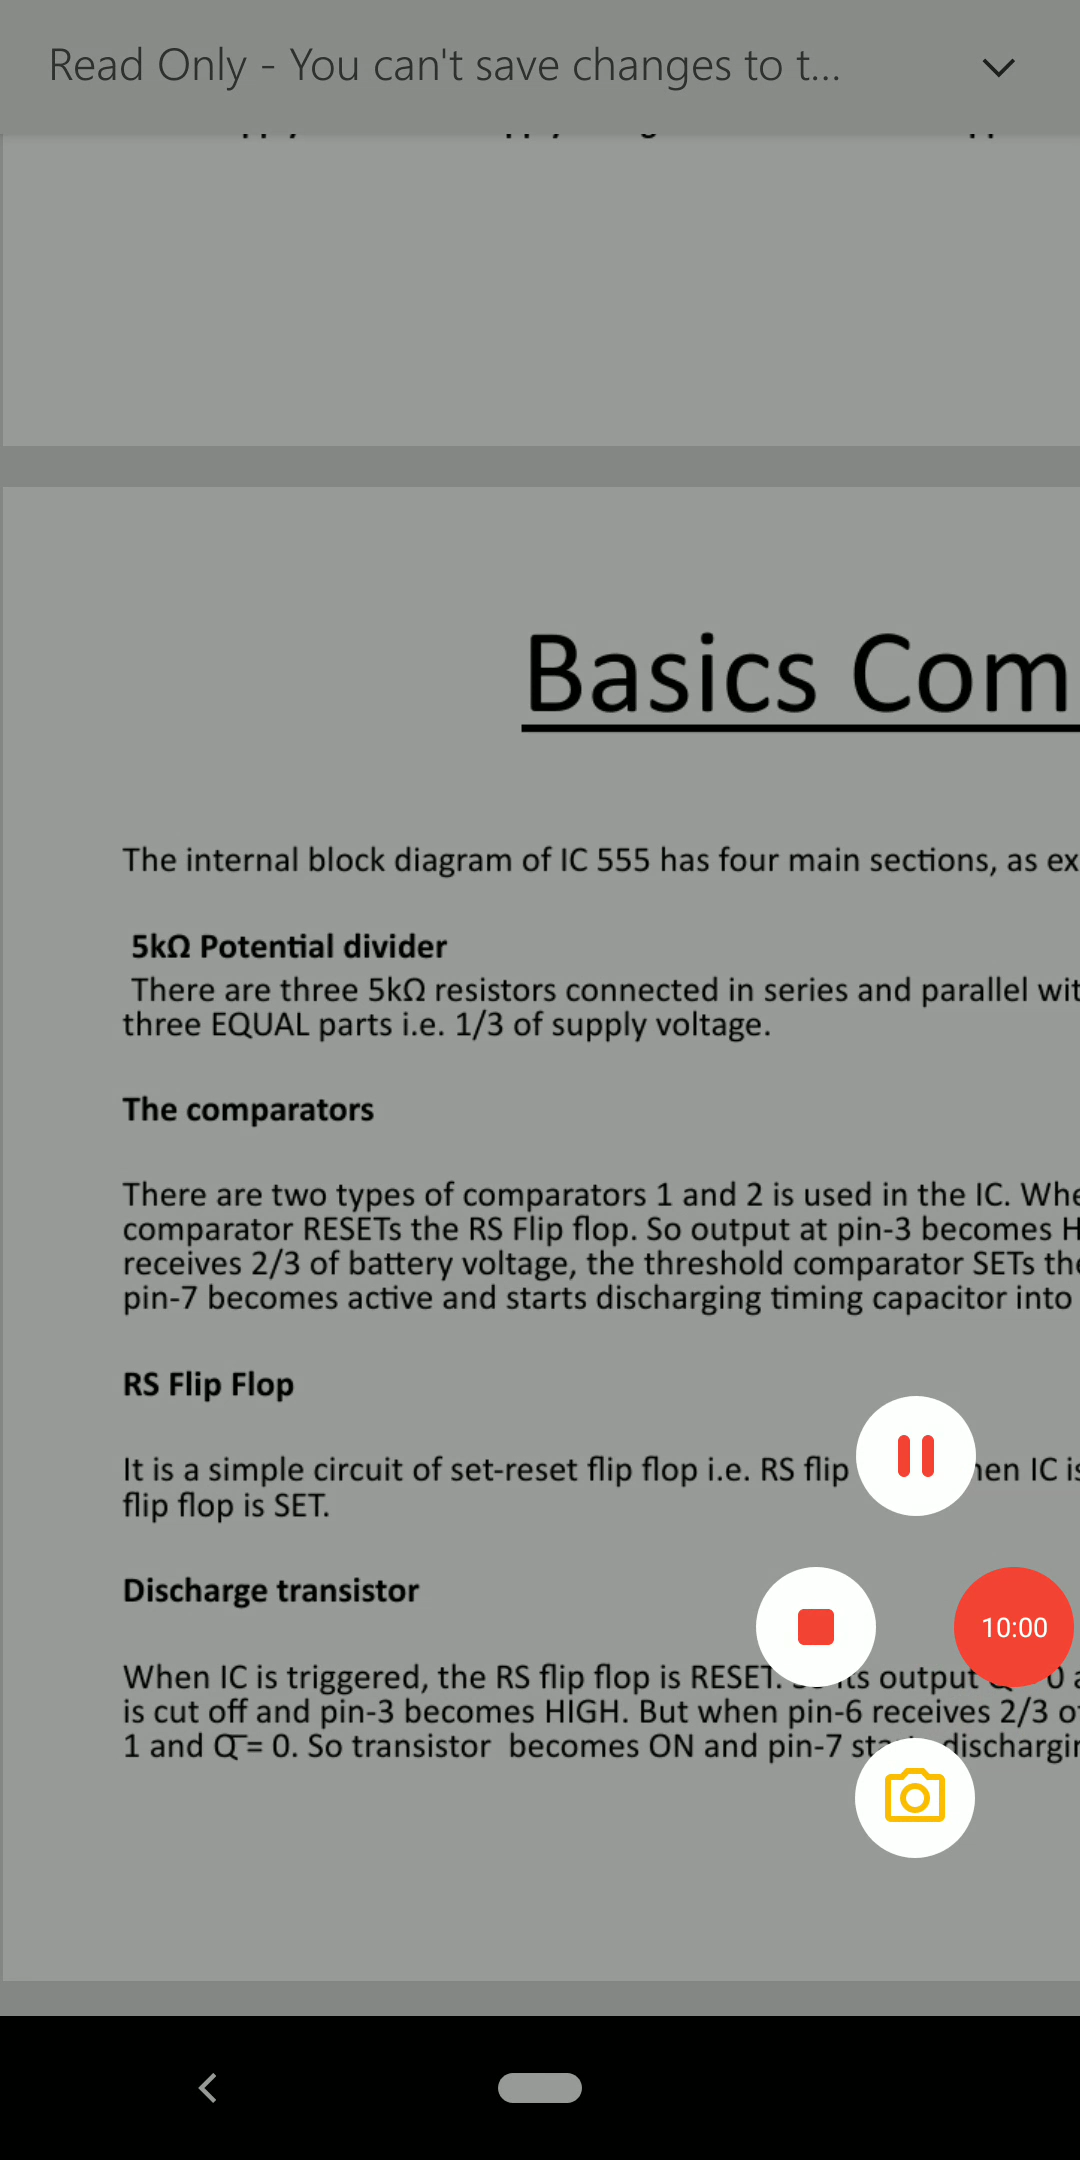 Read Only - You can't save changes to t...
Basics Com
The internal block diagram of IC 555 has four main sections, as ex
5kΩ Potential divider
There are three 5kΩ resistors connected in series and parallel wit
three EQUAL parts i.e. 1/3 of supply voltage.
The comparators
There are two types of comparators 1 and 2 is used in the IC. Whe
comparator RESETs the RS Flip flop. So output at pin-3 becomes H
receives 2/3 of battery voltage, the threshold comparator SETs the
pin-7 becomes active and starts discharging timing capacitor into
RS Flip Flop
It is a simple circuit of set-reset flip flop i.e. RS flip hen IC is
flip flop is SET.
Discharge transistor
10:00
When IC is triggered, the RS flip flop is RESET. its output 0 a
is cut off and pin-3 becomes HIGH. But when pin-6 receives 2/3 o
1 and Q̅ = 0. So transistor becomes ON and pin-7 dischargin